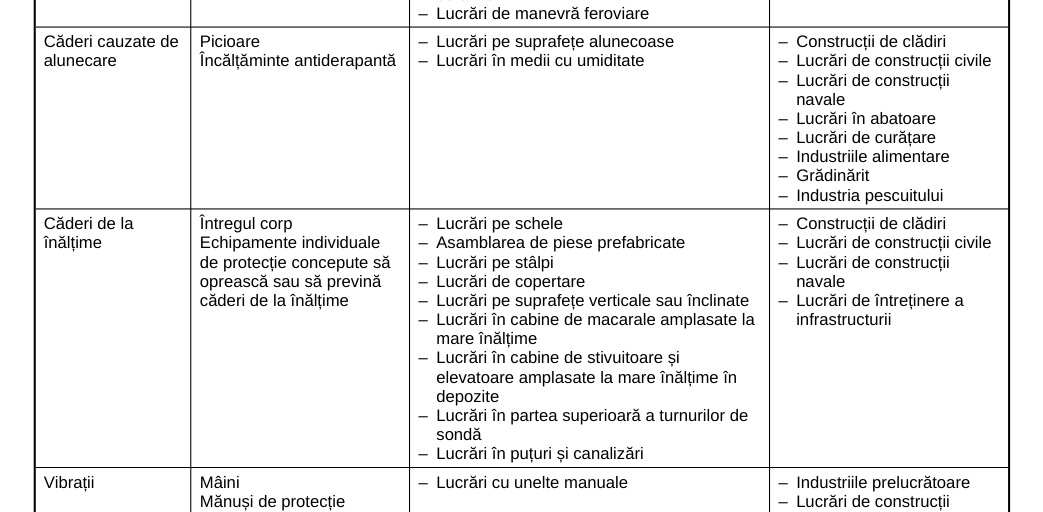 – Lucrări de manevră feroviare
Căderi cauzate de
alunecare
Picioare
Încălțăminte antiderapantă
– Lucrări pe suprafețe alunecoase
– Lucrări în medii cu umiditate
– Construcții de clădiri
– Lucrări de construcții civile
– Lucrări de construcții
navale
– Lucrări în abatoare
– Lucrări de curățare
– Industriile alimentare
– Grădinărit
– Industria pescuitului
Căderi de la
înălțime
Întregul corp
Echipamente individuale
de protecție concepute să
oprească sau să prevină
căderi de la înălțime
– Lucrări pe schele
– Asamblarea de piese prefabricate
– Lucrări pe stâlpi
– Lucrări de copertare
– Lucrări pe suprafețe verticale sau înclinate
– Lucrări în cabine de macarale amplasate la
mare înălțime
– Lucrări în cabine de stivuitoare și
elevatoare amplasate la mare înălțime în
depozite
– Lucrări în partea superioară a turnurilor de
sondă
– Lucrări în puțuri și canalizări
– Construcții de clădiri
– Lucrări de construcții civile
– Lucrări de construcții
navale
– Lucrări de întreținere a
infrastructurii
Vibrații
Mâini
Mănuși de protecție
– Lucrări cu unelte manuale
– Industriile prelucrătoare
– Lucrări de construcții